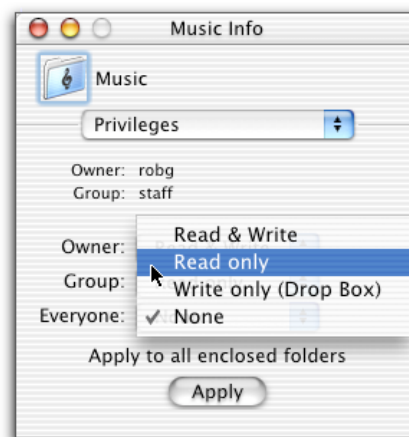 Music Info
Music
Privileges
Owner: robg
Group: staff
Read & Write
Owner:
Read only
Group:
Write only (Drop Box)
Everyone:
None
Apply to all enclosed folders
Apply